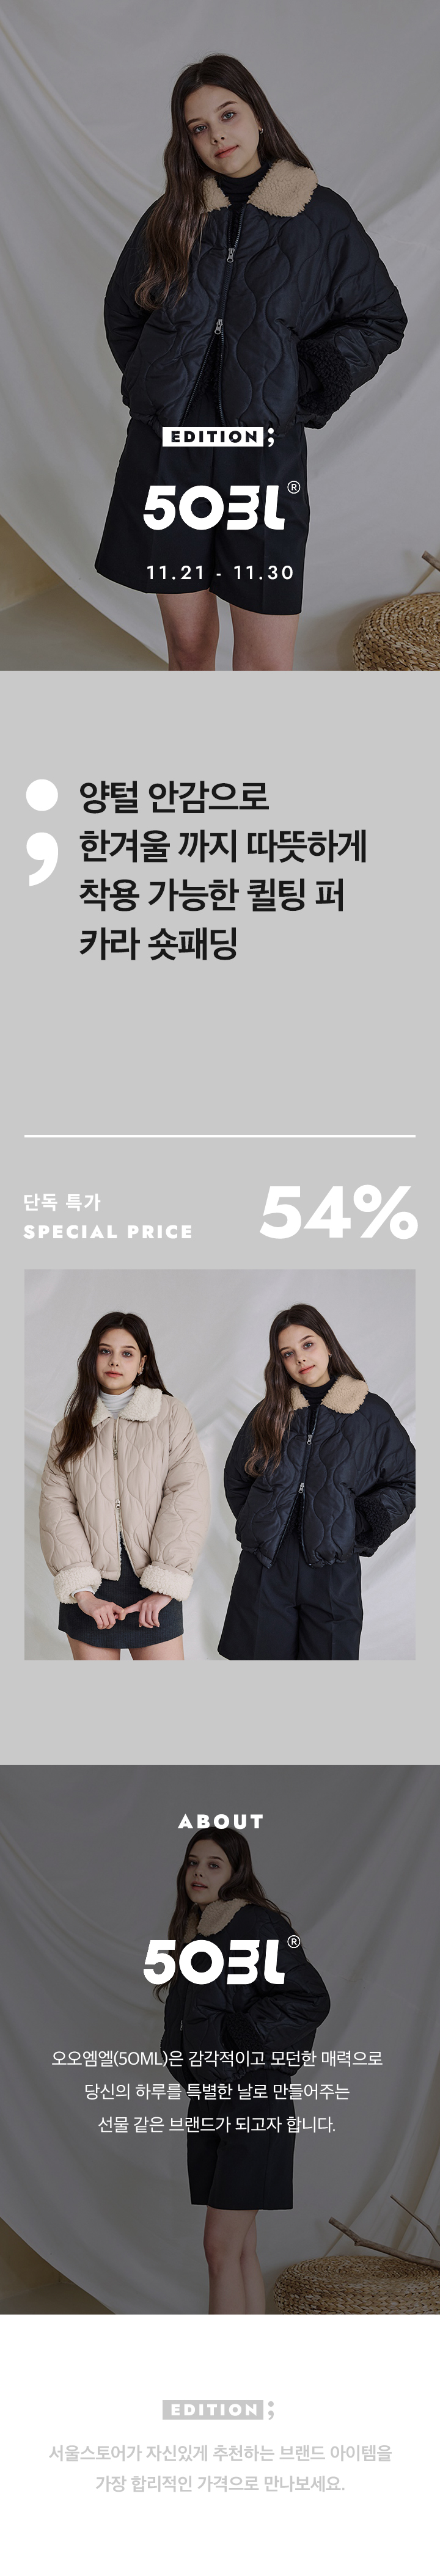 EDITION;
5OML®
11.21 - 11.30
양털 안감으로
한겨울 까지 따뜻하게
착용 가능한 퀼팅 퍼
카라 숏패딩
단독 특가
SPECIAL PRICE
54%
ABOUT
5OML®
오오엠엘(5OML)은 감각적이고 모던한 매력으로
당신의 하루를 특별한 날로 만들어주는
선물 같은 브랜드가 되고자 합니다.
EDITION;
서울스토어가 자신있게 추천하는 브랜드 아이템을
가장 합리적인 가격으로 만나보세요.